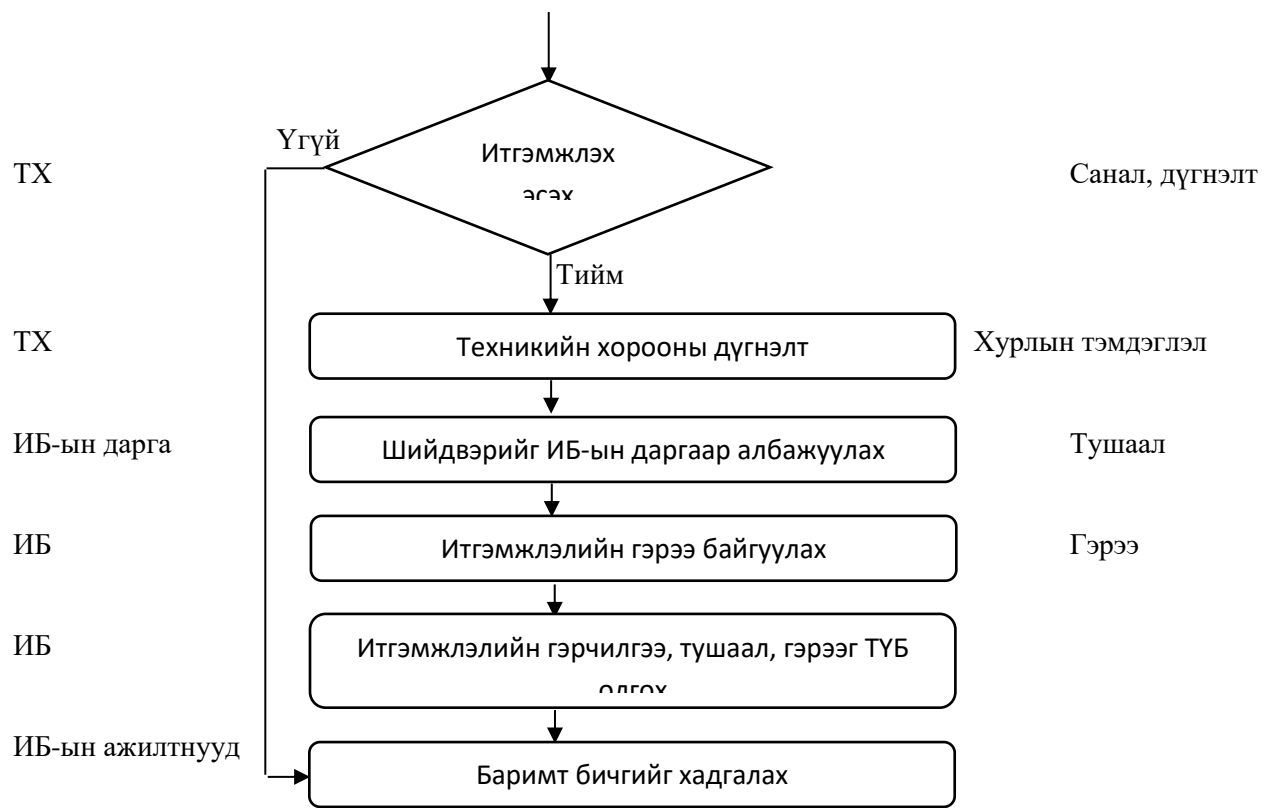 Үгүй
ТХ
Итгэмжлэх
эсэх
Санал, дүгнэлт
Тийм
ТХ
Техникийн хорооны дүгнэлт
Хурлын тэмдэглэл
ИБ-ын дарга
Шийдвэрийг ИБ-ын даргаар албажуулах
Тушаал
ИБ
Итгэмжлэлийн гэрээ байгуулах
Гэрээ
ИБ
Итгэмжлэлийн гэрчилгээ, тушаал, гэрээг ТҮБ
олгох
ИБ-ын ажилтнууд
Баримт бичгийг хадгалах